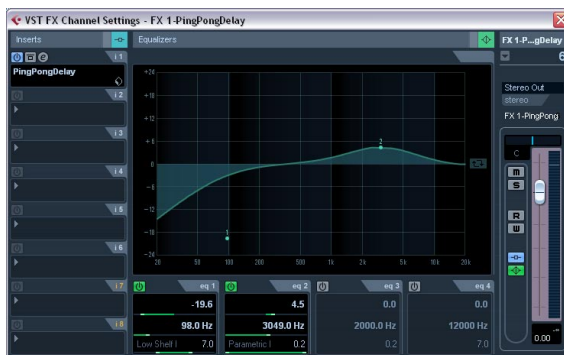 VST FX Channel Settings - FX 1-PingPongDelay
Inserts
Equalizers
FX 1-P...gDelay
e
i 1
6
PingPongDelay
i 2
i 3
i 4
i 5
i 6
i 7
i 8
+24
+18
+12
+6
0
-6
-12
-18
-24
20
50
100
200
500
1k
2k
5k
10k
20k
1
2
Stereo Out
stereo
FX 1-PingPong
C
m
S
R
W
-∞
0.00
eq 1
eq 2
eq 3
eq 4
-19.6
4.5
0.0
0.0
98.0 Hz
3049.0 Hz
2000.0 Hz
12000 Hz
Low Shelf I
7.0
Parametric I
0.2
0.2
7.0